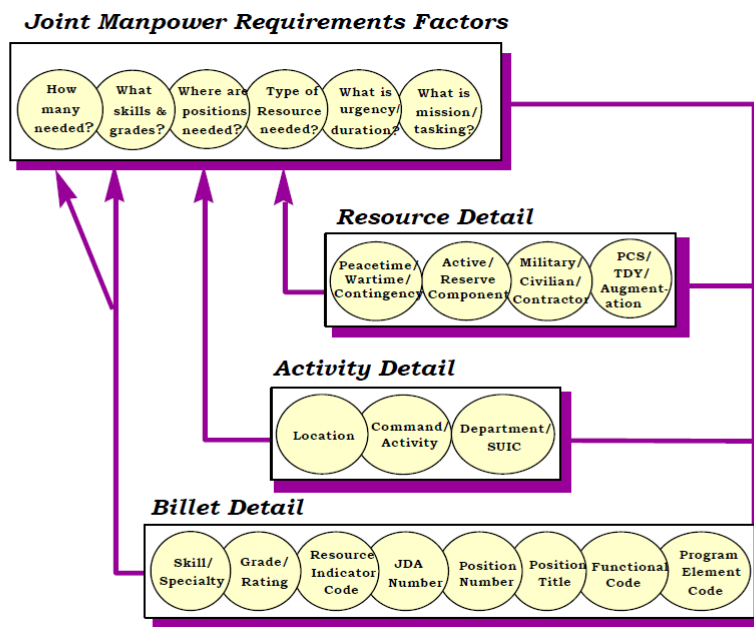 Joint Manpower Requirements Factors
How
many
needed?
What
skills &
grades?
Where are
positions
needed?
Type of
Resource
needed?
What is
urgency/
duration?
What is
mission/
tasking?
Resource Detail
Peacetime/
Wartime/
Contingency
Active/
Reserve
Component
Military/
Civilian/
Contractor
PCS/
TDY/
Augment-
ation
Activity Detail
Location
Command/
Activity
Department/
SUIC
Billet Detail
Skill/
Specialty
Grade/
Rating
Resource
Indicator
Code
JDA
Number
Position
Number
Position
Title
Functional
Code
Program
Element
Code